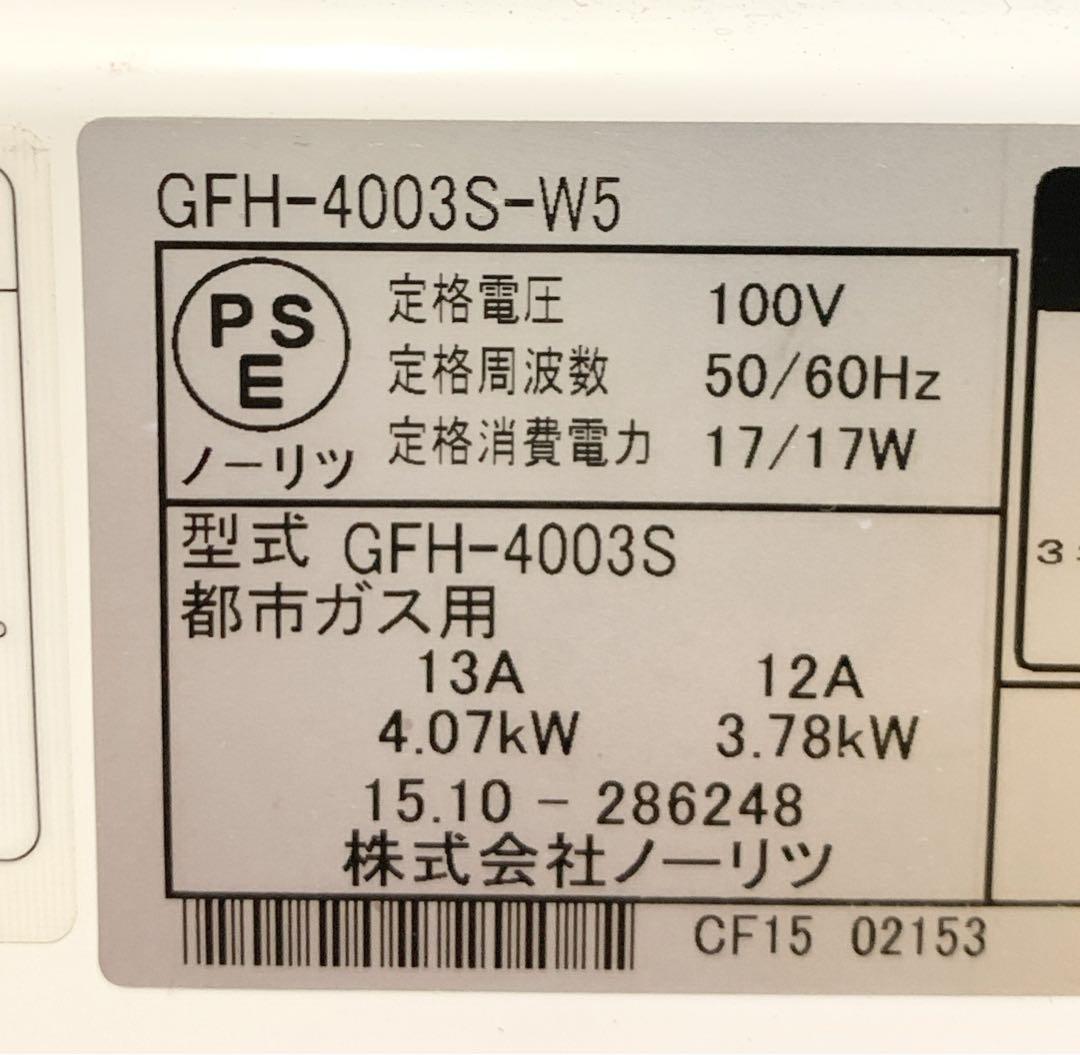 GFH-4003S-W5
PS
E
ノーリツ
定格電圧 100V
定格周波数 50/60Hz
定格消費電力 17/17W
型式 GFH-4003S
都市ガス用
13A 12A
4.07kW 3.78kW
15.10 - 286248
株式会社ノーリツ
CF15 02153
3